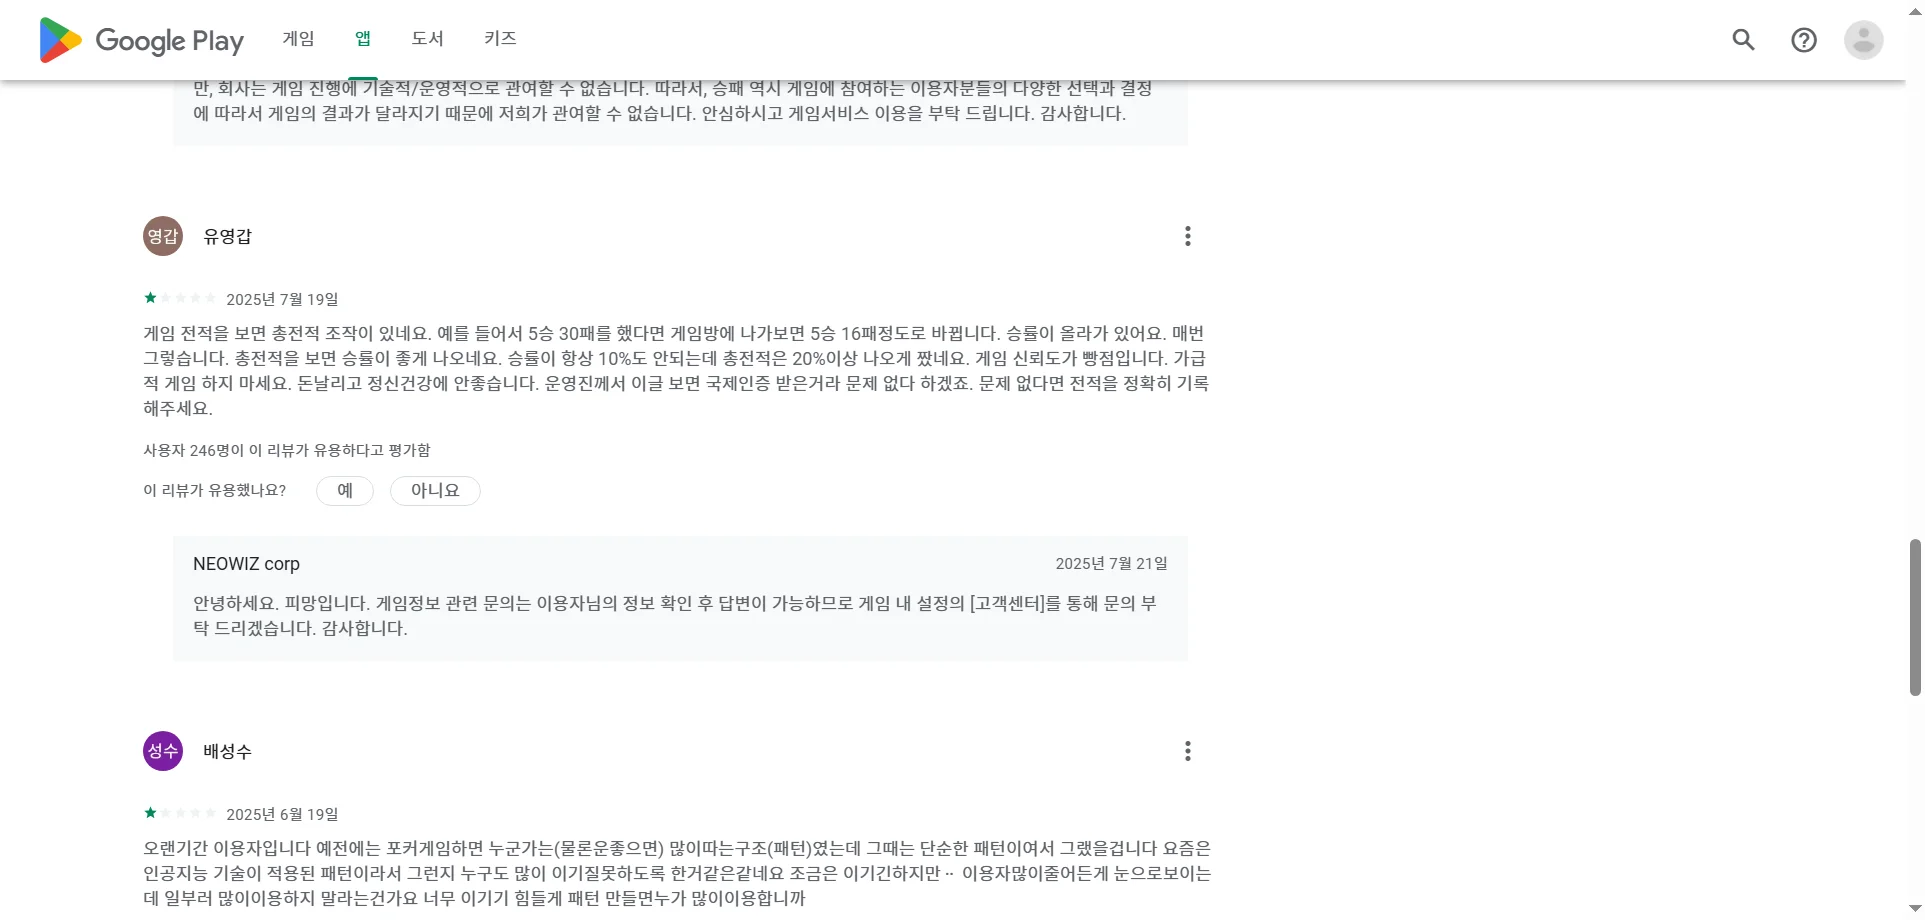 Google Play 게임 앱 도서 키즈
만, 회사는 게임 진행에 기술적/운영적으로 관여할 수 없습니다. 따라서, 승패 역시 게임에 참여하는 이용자분들의 다양한 선택과 결정
에 따라서 게임의 결과가 달라지기 때문에 저희가 관여할 수 없습니다. 안심하시고 게임서비스 이용을 부탁 드립니다. 감사합니다.
영갑 유영갑
2025년 7월 19일
게임 전적을 보면 총전적 조작이 있네요. 예를 들어서 5승 30패를 했다면 게임방에 나가보면 5승 16패정도로 바뀝니다. 승률이 올라가 있어요. 매번
그렇습니다. 총전적을 보면 승률이 좋게 나오네요. 승률이 항상 10%도 안되는데 총전적은 20%이상 나오게 짰네요. 게임 신뢰도가 빵점입니다. 가급
적 게임 하지 마세요. 돈날리고 정신건강에 안좋습니다. 운영진께서 이글 보면 국제인증 받은거라 문제 없다 하겠죠. 문제 없다면 전적을 정확히 기록
해주세요.
사용자 246명이 이 리뷰가 유용하다고 평가함
이 리뷰가 유용했나요? 예 아니요
NEOWIZ corp 2025년 7월 21일
안녕하세요. 피망입니다. 게임정보 관련 문의는 이용자님의 정보 확인 후 답변이 가능하므로 게임 내 설정의 [고객센터]를 통해 문의 부
탁 드리겠습니다. 감사합니다.
성수 배성수
2025년 6월 19일
오랜기간 이용자입니다 예전에는 포커게임하면 누군가는(물론운좋으면) 많이따는구조(패턴)였는데 그때는 단순한 패턴이여서 그랬을겁니다 요즘은
인공지능 기술이 적용된 패턴이라서 그런지 누구도 많이 이기질못하도록 한거같은같네요 조금은 이기긴하지만ㆍㆍ 이용자많이줄어든게 눈으로보이는
데 일부러 많이이용하지 말라는건가요 너무 이기기 힘들게 패턴 만들면누가 많이이용합니까